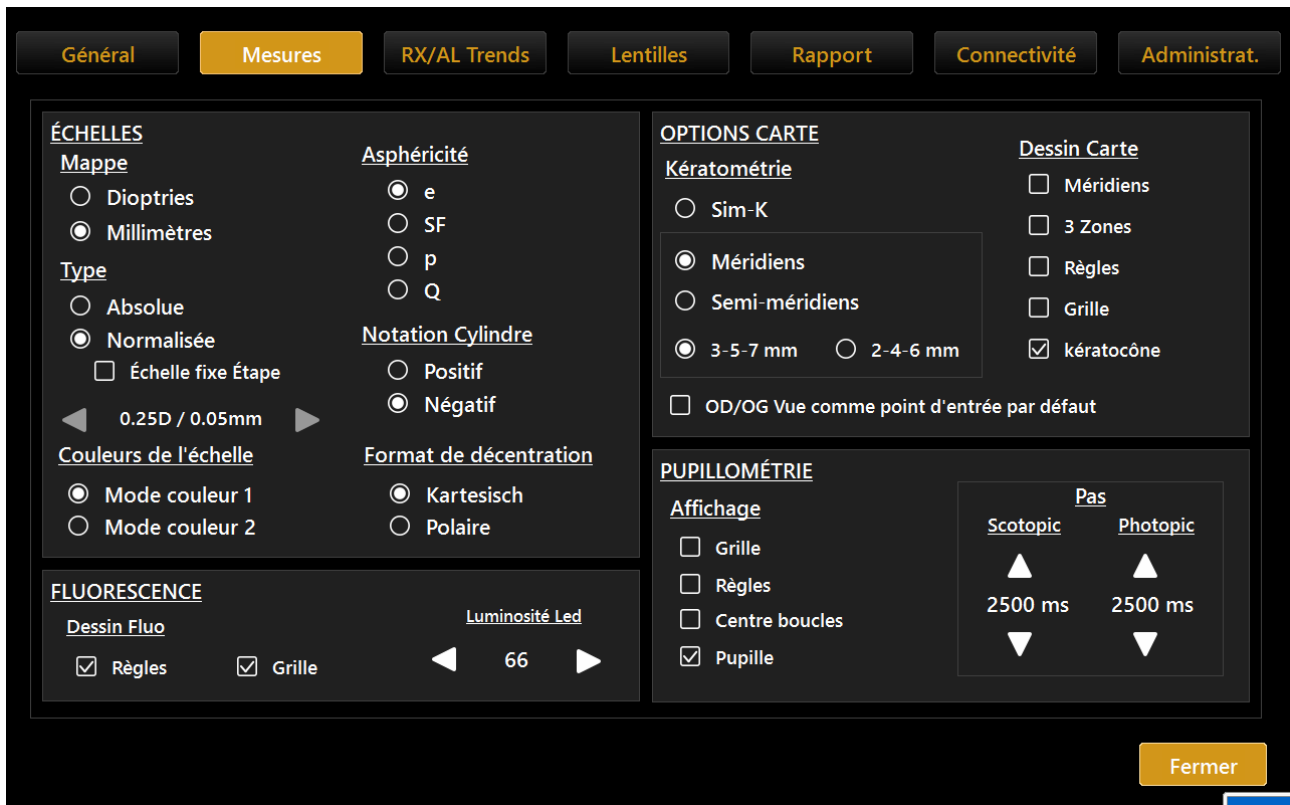 Général
Mesures
RX/AL Trends
Lentilles
Rapport
Connectivité
Administrat.
ÉCHELLES
Mappe
Dioptries
Millimètres
Type
Absolue
Normalisée
Échelle fixe Étape
0.25D / 0.05mm
Couleurs de l'échelle
Mode couleur 1
Mode couleur 2
Asphéricité
e
SF
p
Q
Notation Cylindre
Positif
Négatif
Format de décentration
Kartesisch
Polaire
FLUORESCENCE
Dessin Fluo
Règles
Grille
Luminosité Led
66
OPTIONS CARTE
Kératométrie
Sim-K
Méridiens
Semi-méridiens
3-5-7 mm
2-4-6 mm
OD/OG Vue comme point d'entrée par défaut
Dessin Carte
Méridiens
3 Zones
Règles
Grille
kératocône
PUPILLOMÉTRIE
Affichage
Grille
Règles
Centre boucles
Pupille
Pas
Scotopic
Photopic
2500 ms
2500 ms
Fermer